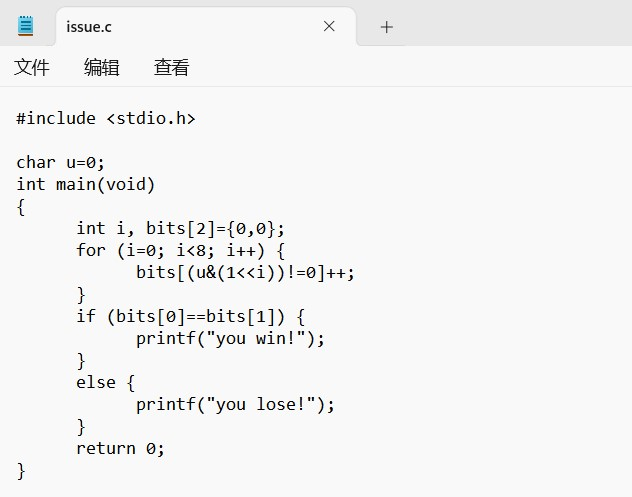 issue.c
文件 编辑 查看
#include <stdio.h>
char u=0;
int main(void)
{
int i, bits[2]={0,0};
for (i=0; i<8; i++) {
bits[(u&(1<<i))!=0]++;
}
if (bits[0]==bits[1]) {
printf("you win!");
}
else {
printf("you lose!");
}
return 0;
}